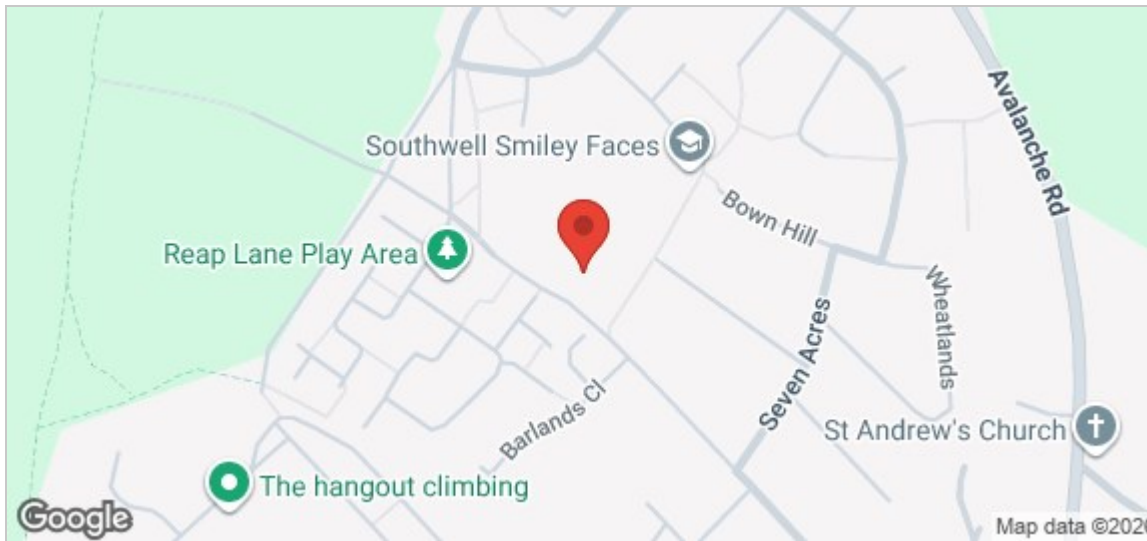 Avalanche Rd
Southwell Smiley Faces
Bown Hill
Reap Lane Play Area
Wheatlands
Seven Acres
Barlands Cl
St Andrew's Church
The hangout climbing
Google
Map data ©2026